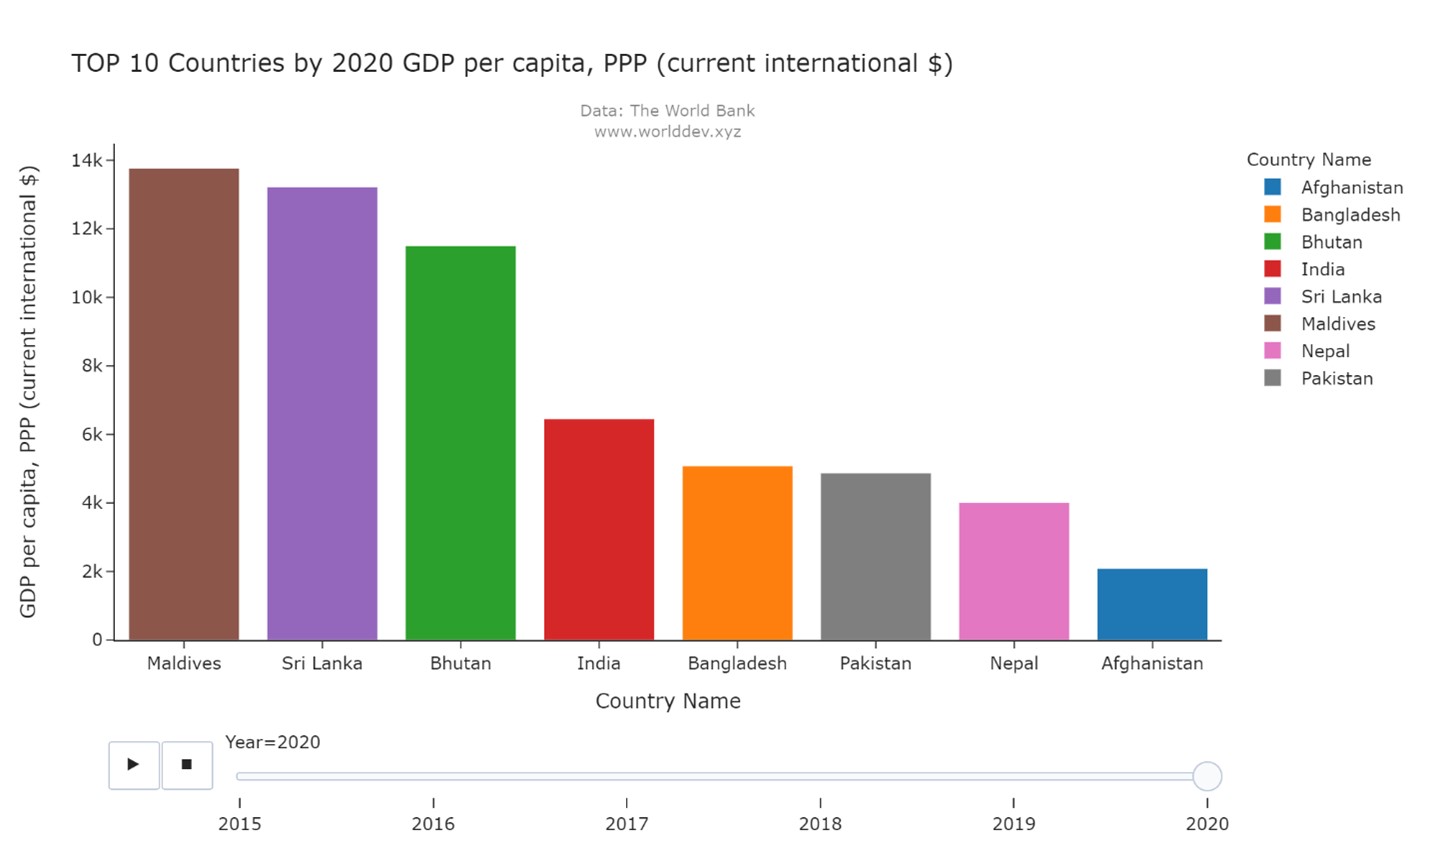 TOP 10 Countries by 2020 GDP per capita, PPP (current international $)
Data: The World Bank
www.worlddev.xyz
GDP per capita, PPP (current international $)
14k
12k
10k
8k
6k
4k
2k
0
Maldives
Sri Lanka
Bhutan
India
Bangladesh
Pakistan
Nepal
Afghanistan
Country Name
Country Name
Afghanistan
Bangladesh
Bhutan
India
Sri Lanka
Maldives
Nepal
Pakistan
Year=2020
2015
2016
2017
2018
2019
2020